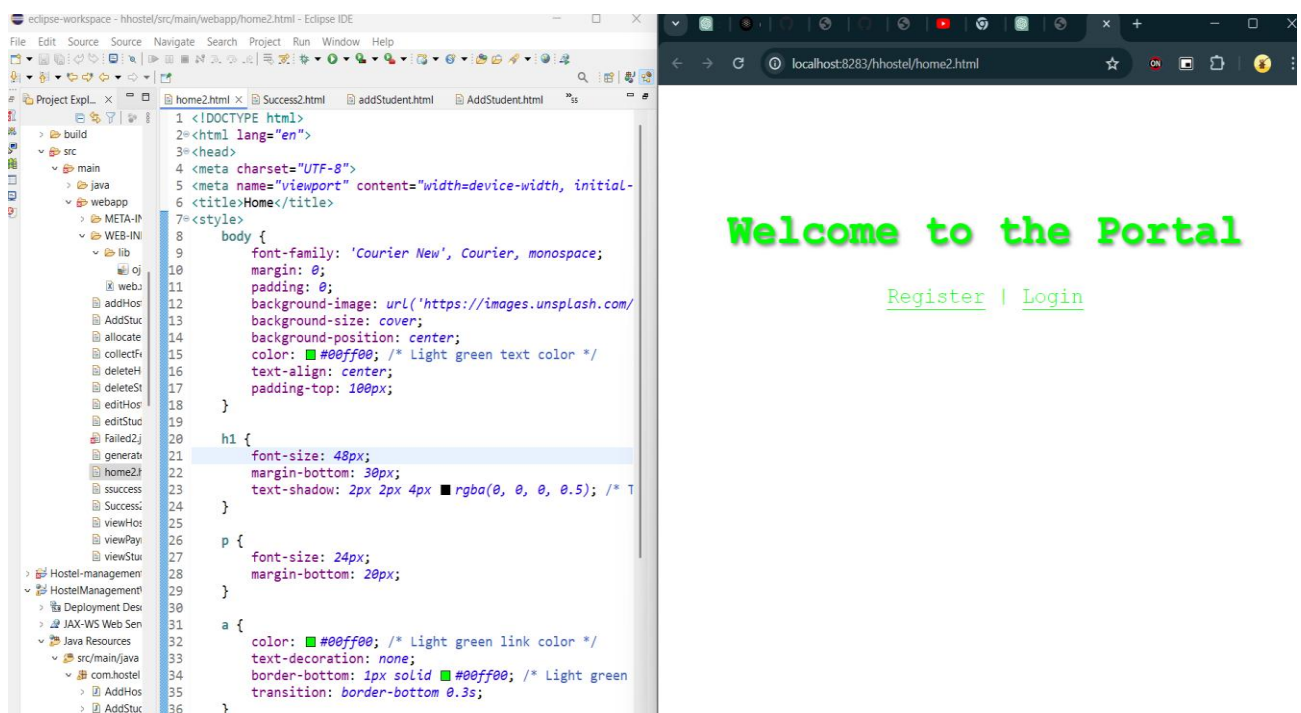 eclipse-workspace - hhostel/src/main/webapp/home2.html - Eclipse IDE
File Edit Source Source Navigate Search Project Run Window Help
Project Expl...
build
src
main
java
webapp
META-IN
WEB-INI
lib
oj
web.x
addHos
AddStuc
allocate
collectFe
deleteH
deleteSt
editHos
editStud
Failed2.j
generate
home2.h
ssuccess
Success2
viewHos
viewPay
viewStu
Hostel-management
HostelManagement
Deployment Des
JAX-WS Web Ser
Java Resources
src/main/java
com.hostel
AddHos
AddStuc
home2.html Success2.html addStudent.html AddStudent.html »55
1 <!DOCTYPE html>
2 <html lang="en">
3 <head>
4 <meta charset="UTF-8">
5 <meta name="viewport" content="width=device-width, initial-
6 <title>Home</title>
7 <style>
8 body {
9 font-family: 'Courier New', Courier, monospace;
10 margin: 0;
11 padding: 0;
12 background-image: url('https://images.unsplash.com/
13 background-size: cover;
14 background-position: center;
15 color: #00ff00; /* Light green text color */
16 text-align: center;
17 padding-top: 100px;
18 }
19
20 h1 {
21 font-size: 48px;
22 margin-bottom: 30px;
23 text-shadow: 2px 2px 4px rgba(0, 0, 0, 0.5); /* T
24 }
25
26 p {
27 font-size: 24px;
28 margin-bottom: 20px;
29 }
30
31 a {
32 color: #00ff00; /* Light green link color */
33 text-decoration: none;
34 border-bottom: 1px solid #00ff00; /* Light green
35 transition: border-bottom 0.3s;
36 }
localhost:8283/hhostel/home2.html
ON
Welcome to the Portal
Register | Login